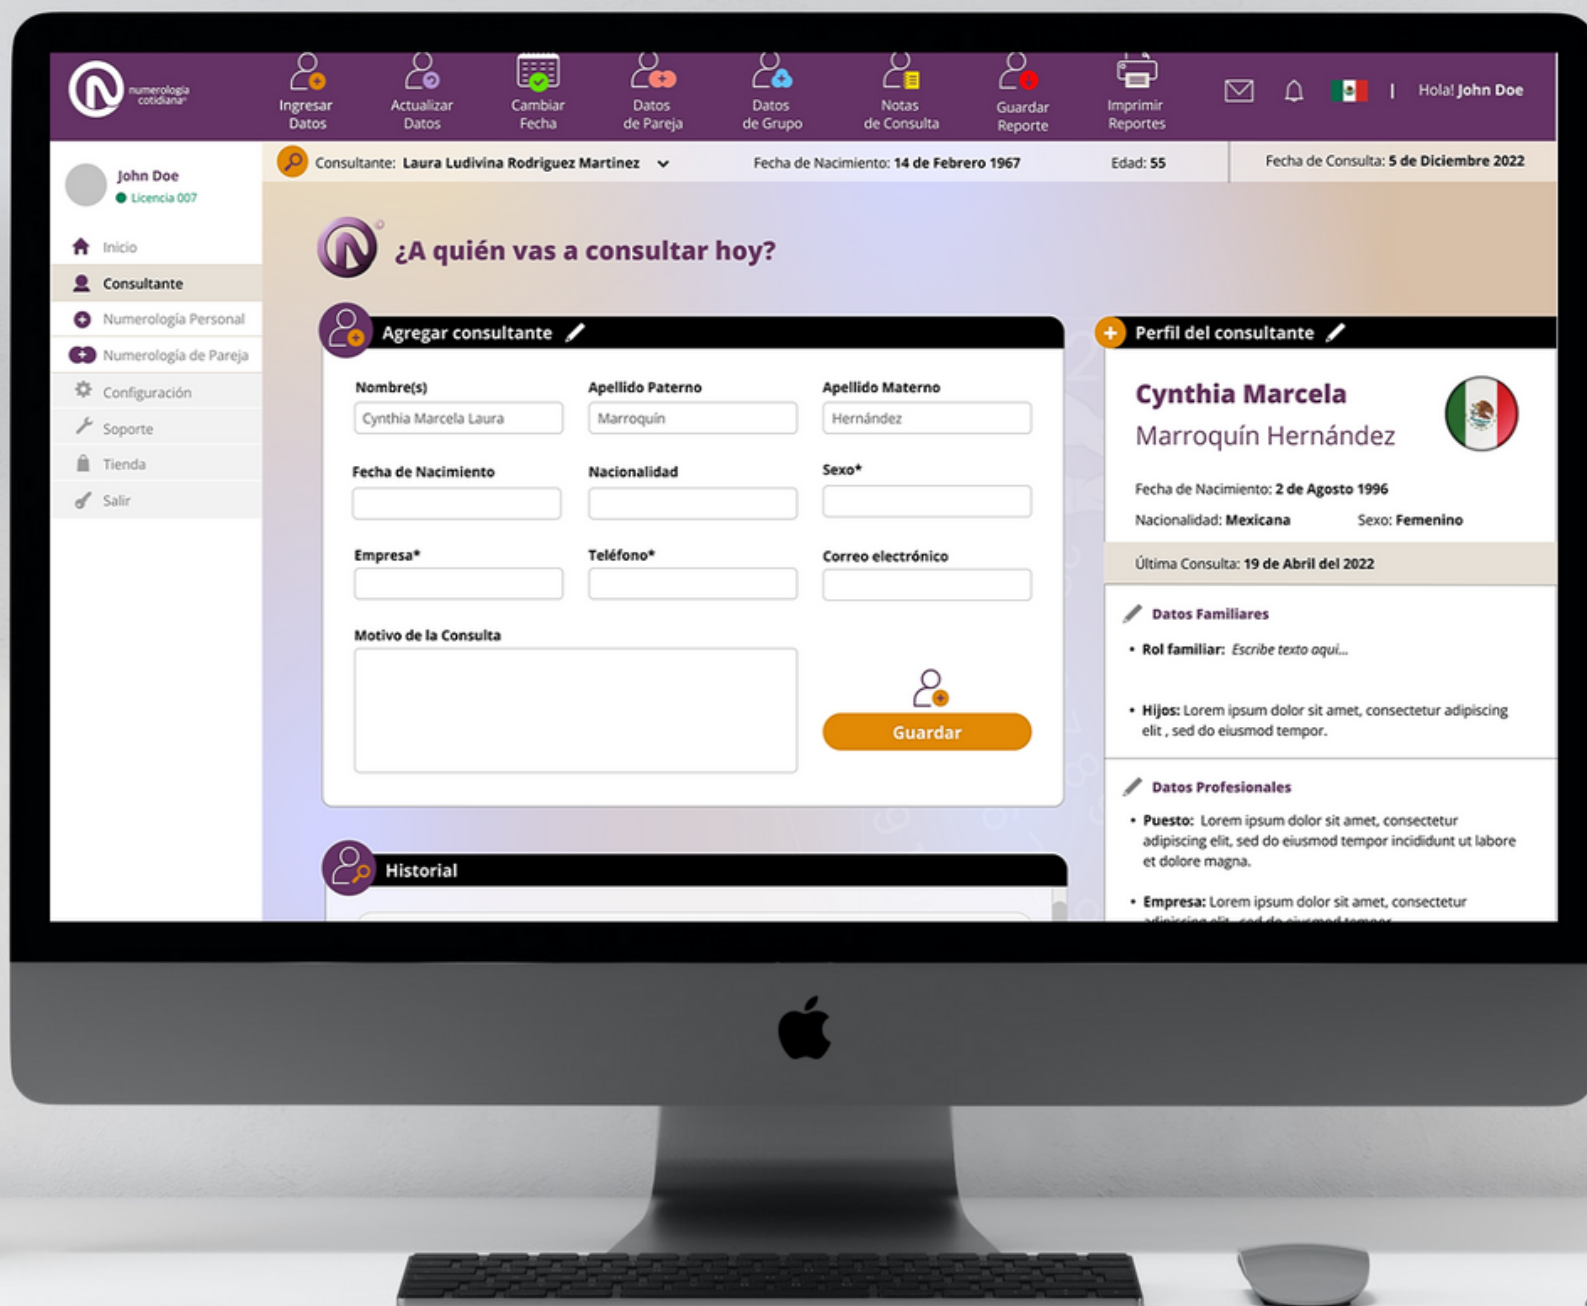 numerología
cotidiana
Ingresar
Datos
Actualizar
Datos
Cambiar
Fecha
Datos
de Pareja
Datos
de Grupo
Notas
de Consulta
Guardar
Reporte
Imprimir
Reportes
| Hola! John Doe
John Doe
Licencia 007
Inicio
Consultante
Numerología Personal
Numerología de Pareja
Configuración
Soporte
Tienda
Salir
Consultante: Laura Ludivina Rodriguez Martinez
Fecha de Nacimiento: 14 de Febrero 1967
Edad: 55
Fecha de Consulta: 5 de Diciembre 2022
¿A quién vas a consultar hoy?
Agregar consultante
Nombre(s)
Apellido Paterno
Apellido Materno
Cynthia Marcela Laura
Marroquín
Hernández
Fecha de Nacimiento
Nacionalidad
Sexo*
Empresa*
Teléfono*
Correo electrónico
Motivo de la Consulta
Guardar
Historial
Perfil del consultante
Cynthia Marcela
Marroquín Hernández
Fecha de Nacimiento: 2 de Agosto 1996
Nacionalidad: Mexicana
Sexo: Femenino
Última Consulta: 19 de Abril del 2022
Datos Familiares
• Rol familiar: Escribe texto aqui...
• Hijos: Lorem ipsum dolor sit amet, consectetur adipiscing
elit , sed do eiusmod tempor.
Datos Profesionales
• Puesto: Lorem ipsum dolor sit amet, consectetur
adipiscing elit, sed do eiusmod tempor incididunt ut labore
et dolore magna.
• Empresa: Lorem ipsum dolor sit amet, consectetur
adipiscing elit , sed do eiusmod tempor